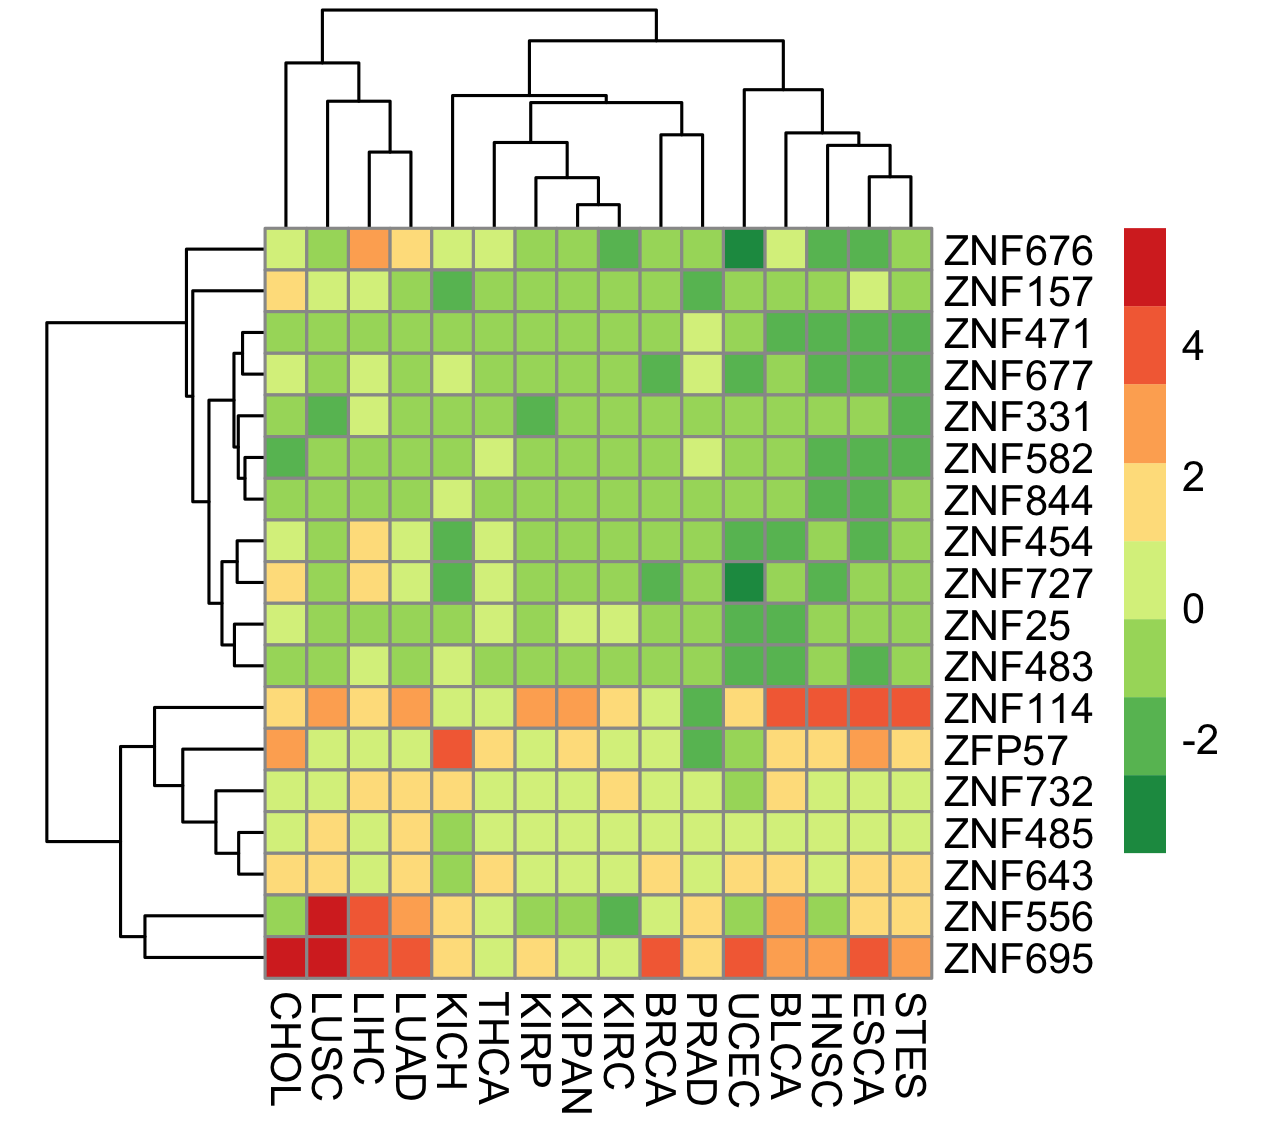 ZNF676
ZNF157
ZNF471
ZNF677
ZNF331
ZNF582
ZNF844
ZNF454
ZNF727
ZNF25
ZNF483
ZNF114
ZFP57
ZNF732
ZNF485
ZNF643
ZNF556
ZNF695
4
2
0
-2
CHOL
LUSC
LIHC
LUAD
KICH
THCA
KIRP
KIPAN
KIRC
BRCA
PRAD
UCEC
BLCA
HNSC
ESCA
STES